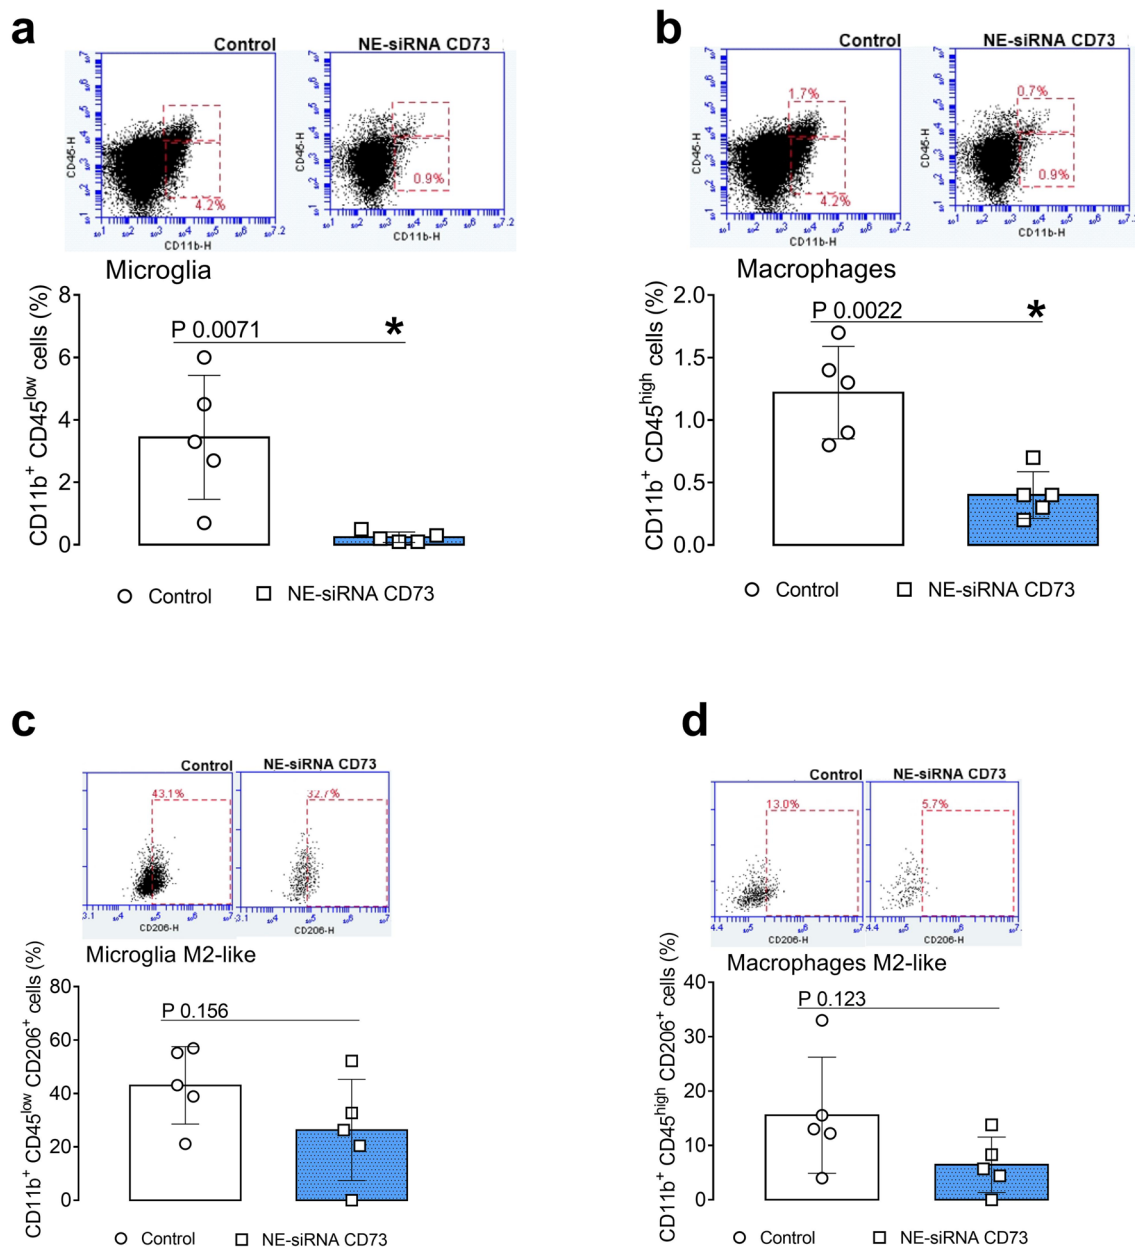 a
Control
NE-siRNA CD73
CD45-H
4.2%
0.9%
CD11b-H
CD11b-H
Microglia
CD11b+ CD45low cells (%)
8
6
4
2
0
P 0.0071
*
Control
NE-siRNA CD73
b
Control
NE-siRNA CD73
CD45-H
1.7%
4.2%
0.7%
0.9%
CD11b-H
CD11b-H
Macrophages
CD11b+ CD45high cells (%)
2.0
1.5
1.0
0.5
0.0
P 0.0022
*
Control
NE-siRNA CD73
c
Control
NE-siRNA CD73
43.1%
32.7%
CD206-H
CD206-H
Microglia M2-like
CD11b+ CD45low CD206+ cells (%)
80
60
40
20
0
P 0.156
Control
NE-siRNA CD73
d
Control
NE-siRNA CD73
13.0%
5.7%
CD206-H
CD206-H
Macrophages M2-like
CD11b+ CD45high CD206+ cells (%)
40
30
20
10
0
P 0.123
Control
NE-siRNA CD73